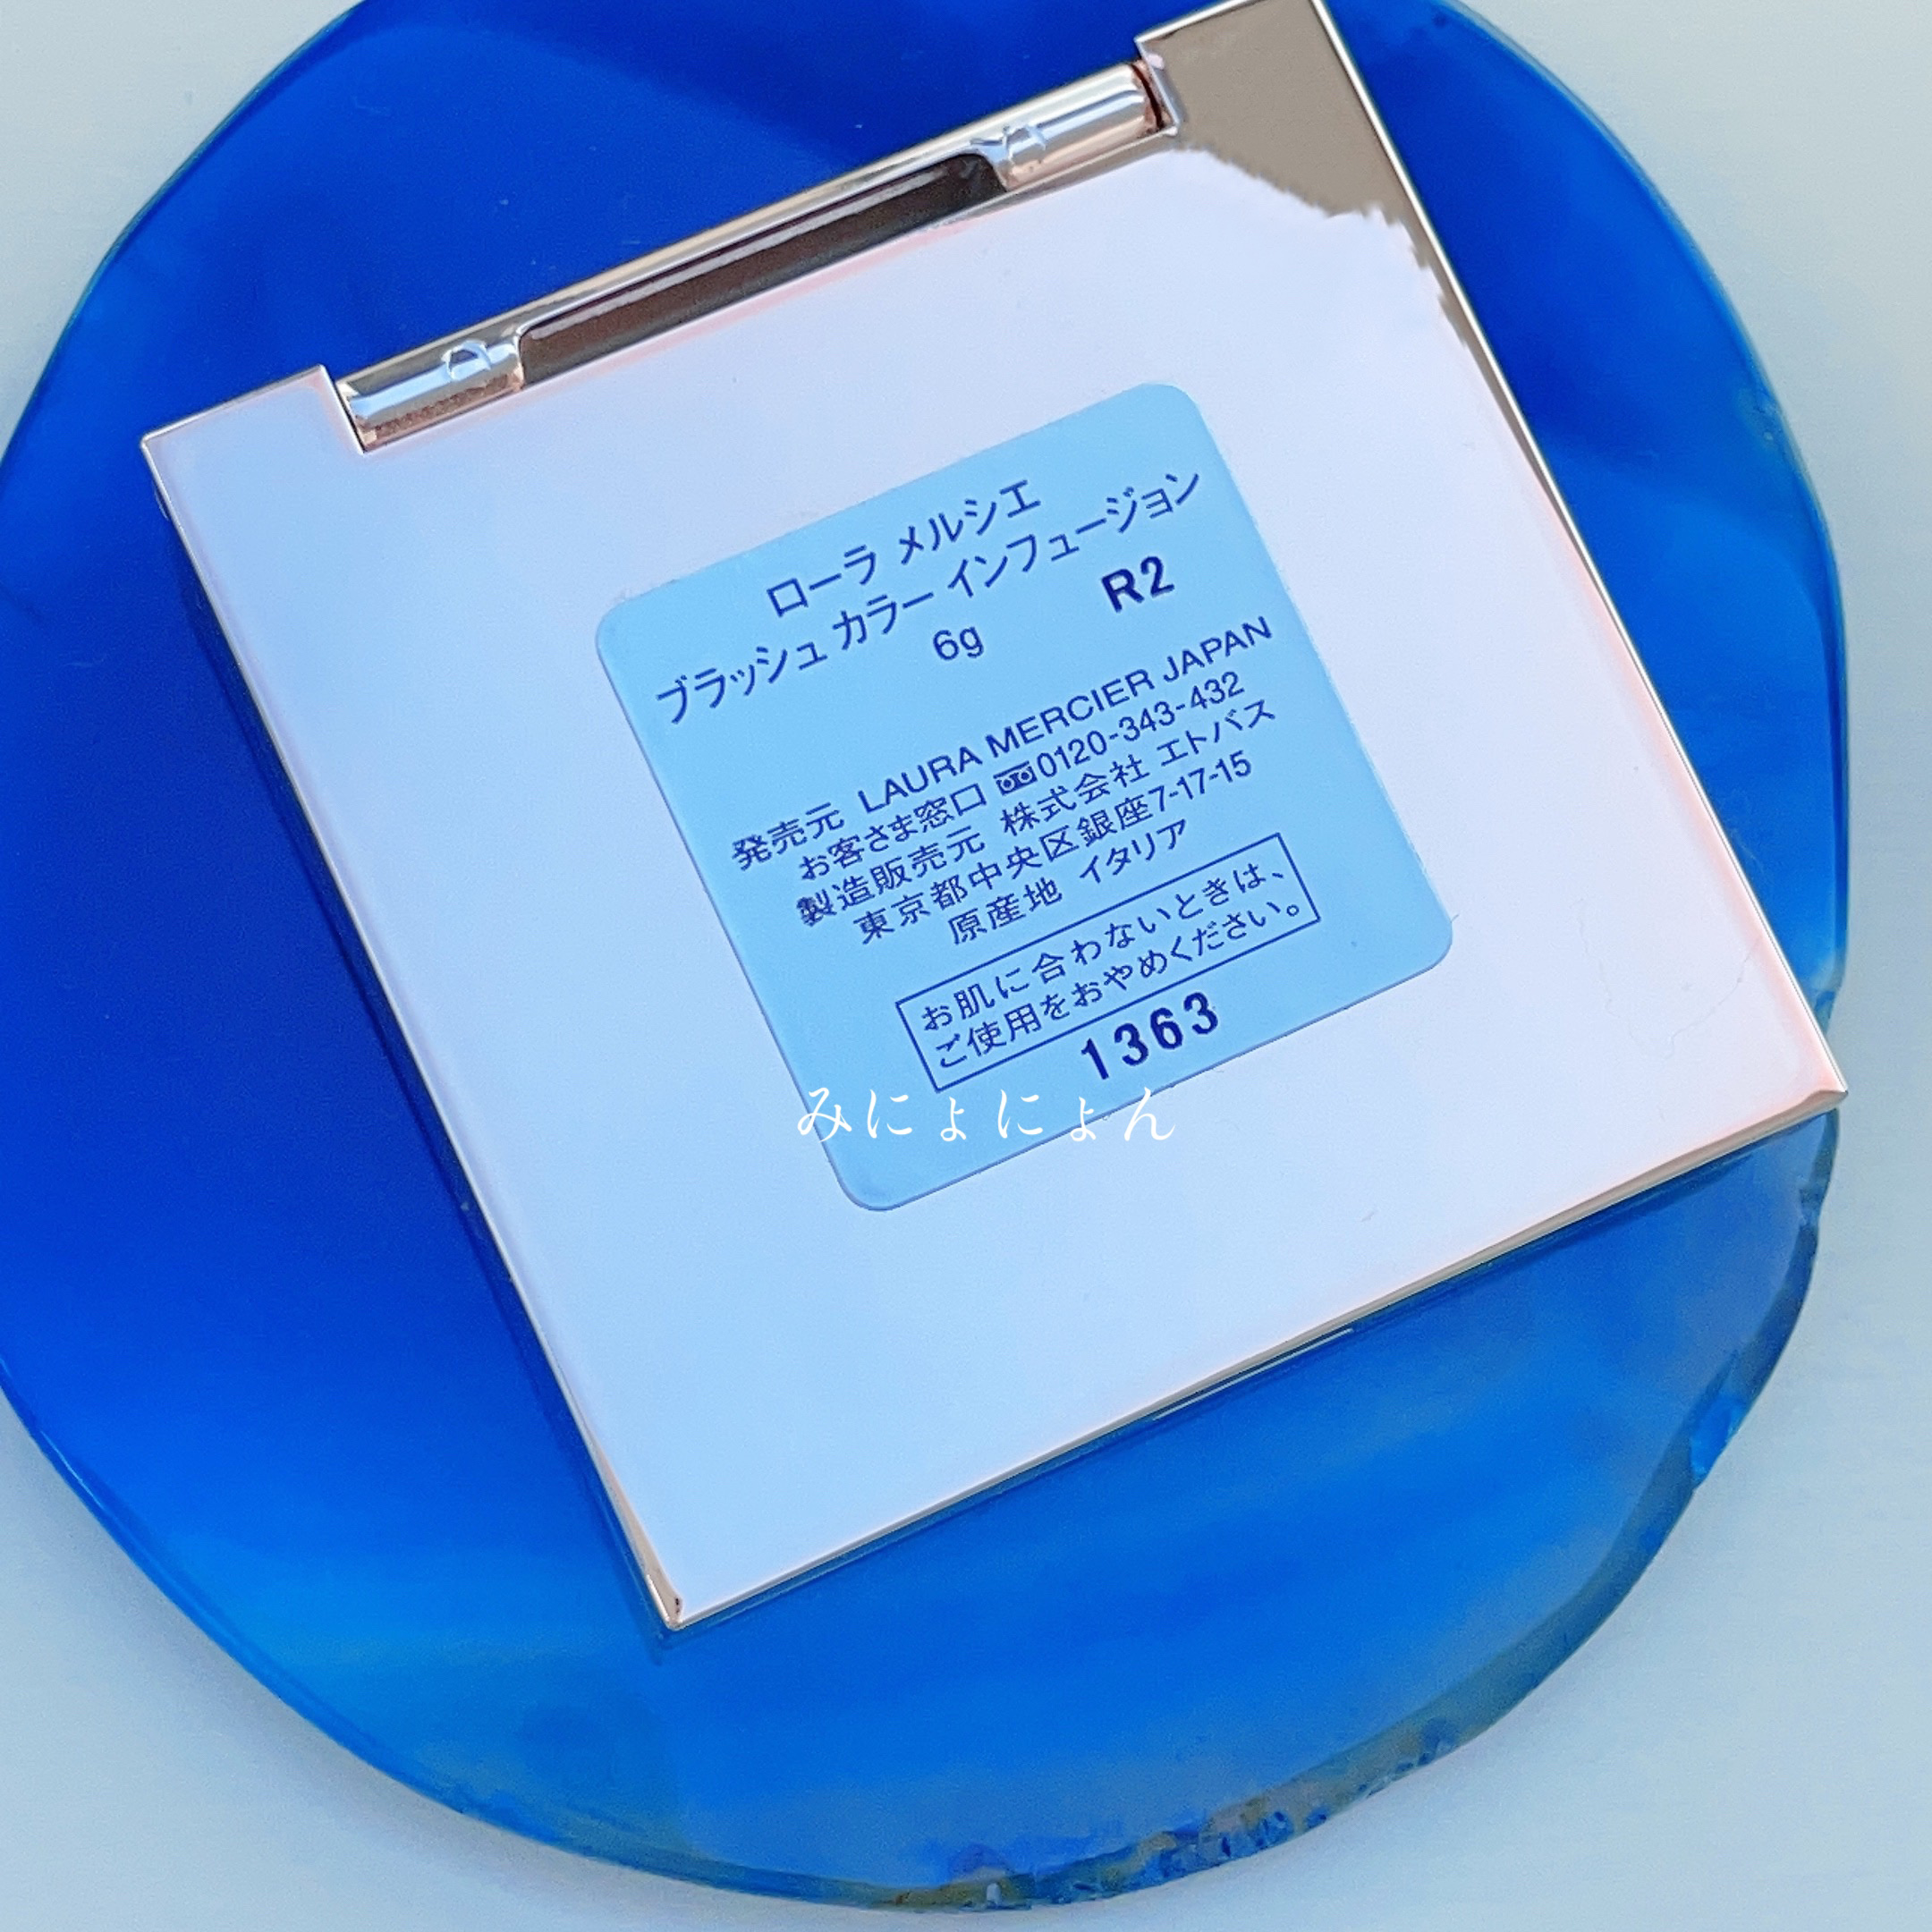 ローラ メルシエ
ブラッシュ カラー インフュージョン
6g R2
発売元 LAURA MERCIER JAPAN
お客さま窓口 0120-343-432
製造販売元 株式会社 エトバス
東京都中央区銀座7-17-15
原産地 イタリア
お肌に合わないときは、
ご使用をおやめください。
1363
みにょにょん